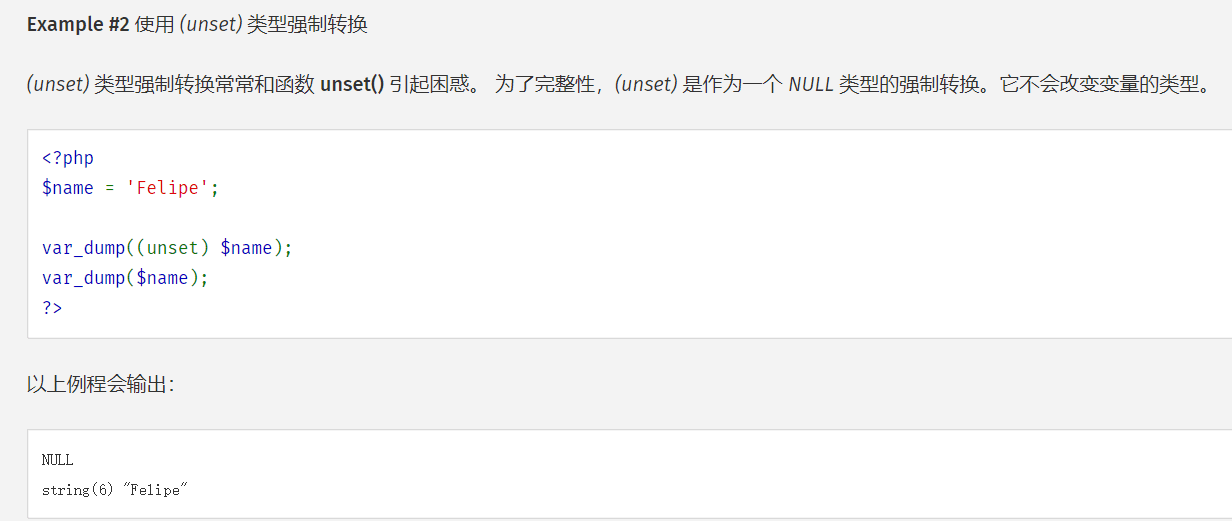 Example #2 使用 (unset) 类型强制转换
(unset) 类型强制转换常常和函数 unset() 引起困惑。 为了完整性，(unset) 是作为一个 NULL 类型的强制转换。它不会改变变量的类型。
<?php
$name = 'Felipe';
var_dump((unset) $name);
var_dump($name);
?>
以上例程会输出：
NULL
string(6) "Felipe"